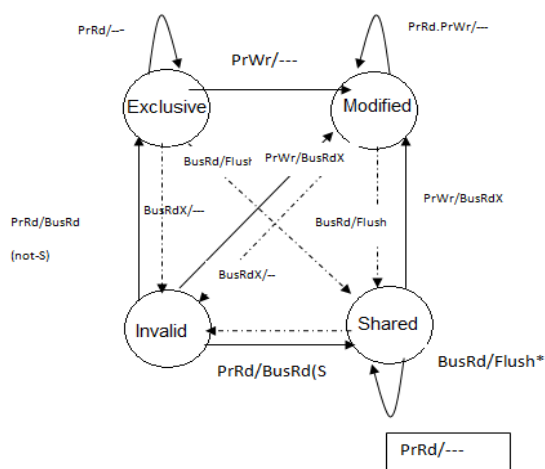 PrRd/---
PrRd.PrWr/---
PrWr/---
Exclusive
Modified
BusRd/Flush
PrWr/BusRdX
PrRd/BusRd
(not-S)
BusRdX/---
BusRd/Flush
PrWr/BusRdX
BusRdX/--
Invalid
Shared
PrRd/BusRd(S
BusRd/Flush*
PrRd/---